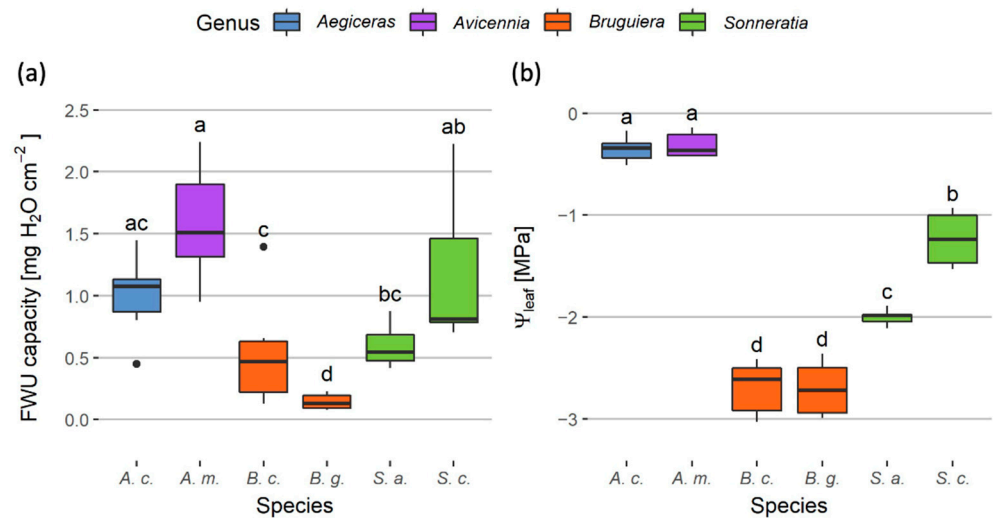 Genus Aegiceras Avicennia Bruguiera Sonneratia
(a)
FWU capacity [mg H₂O cm⁻²]
2.5
2.0
1.5
1.0
0.5
0.0
ac
a
c
d
bc
ab
A. c. A. m. B. c. B. g. S. a. S. c.
Species
(b)
Ψleaf [MPa]
0
−1
−2
−3
a
a
d
d
c
b
A. c. A. m. B. c. B. g. S. a. S. c.
Species